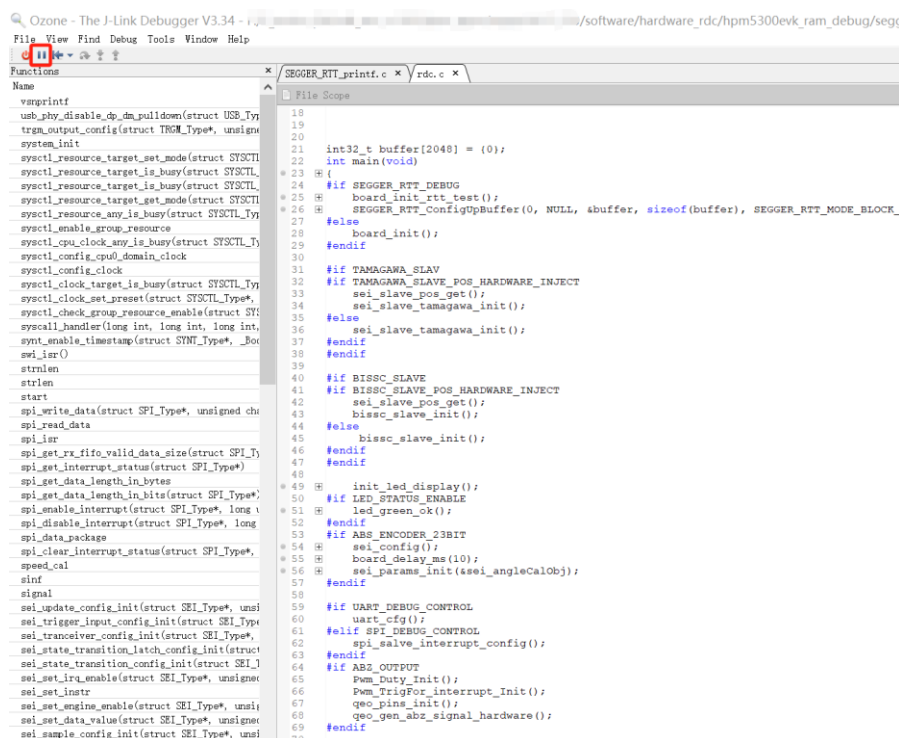 Ozone - The J-Link Debugger V3.34 - /software/hardware_rdc/hpm5300evk_ram_debug/segg
File View Find Debug Tools Window Help
Functions
Name
vsnprintf
usb_phy_disable_dp_dm_pulldown(struct USB_Typ
trgm_output_config(struct TRGM_Type*, unsigne
system_init
sysctl_resource_target_set_mode(struct SYSCTL
sysctl_resource_target_is_busy(struct SYSCTL_
sysctl_resource_target_is_busy(struct SYSCTL_
sysctl_resource_target_get_mode(struct SYSCTL
sysctl_resource_any_is_busy(struct SYSCTL_Typ
sysctl_enable_group_resource
sysctl_cpu_clock_any_is_busy(struct SYSCTL_Ty
sysctl_config_cpu0_domain_clock
sysctl_config_clock
sysctl_clock_target_is_busy(struct SYSCTL_Typ
sysctl_clock_set_preset(struct SYSCTL_Type*,
sysctl_check_group_resource_enable(struct SYS
syscall_handler(long int, long int, long int,
synt_enable_timestamp(struct SYNT_Type*, _Boo
swi_isr()
strnlen
strlen
start
spi_write_data(struct SPI_Type*, unsigned cha
spi_read_data
spi_isr
spi_get_rx_fifo_valid_data_size(struct SPI_Ty
spi_get_interrupt_status(struct SPI_Type*)
spi_get_data_length_in_bytes
spi_get_data_length_in_bits(struct SPI_Type*)
spi_enable_interrupt(struct SPI_Type*, long u
spi_disable_interrupt(struct SPI_Type*, long
spi_data_package
spi_clear_interrupt_status(struct SPI_Type*,
speed_cal
sinf
signal
sei_update_config_init(struct SEI_Type*, unsi
sei_trigger_input_config_init(struct SEI_Type
sei_tranceiver_config_init(struct SEI_Type*,
sei_state_transition_latch_config_init(struct
sei_state_transition_config_init(struct SEI_T
sei_set_irq_enable(struct SEI_Type*, unsigned
sei_set_instr
sei_set_engine_enable(struct SEI_Type*, unsig
sei_set_data_value(struct SEI_Type*, unsigned
sei_sample_config_init(struct SEI_Type*, unsi
SEGGER_RTT_printf.c × rdc.c ×
File Scope
18
19
20
21 int32_t buffer[2048] = {0};
22 int main(void)
23 {
24 #if SEGGER_RTT_DEBUG
25 board_init_rtt_test();
26 SEGGER_RTT_ConfigUpBuffer(0, NULL, &buffer, sizeof(buffer), SEGGER_RTT_MODE_BLOCK_
27 #else
28 board_init();
29 #endif
30
31 #if TAMAGAWA_SLAV
32 #if TAMAGAWA_SLAVE_POS_HARDWARE_INJECT
33 sei_slave_pos_get();
34 sei_slave_tamagawa_init();
35 #else
36 sei_slave_tamagawa_init();
37 #endif
38 #endif
39
40 #if BISSC_SLAVE
41 #if BISSC_SLAVE_POS_HARDWARE_INJECT
42 sei_slave_pos_get();
43 bissc_slave_init();
44 #else
45 bissc_slave_init();
46 #endif
47 #endif
48
49 init_led_display();
50 #if LED_STATUS_ENABLE
51 led_green_ok();
52 #endif
53 #if ABS_ENCODER_23BIT
54 sei_config();
55 board_delay_ms(10);
56 sei_params_init(&sei_angleCalObj);
57 #endif
58
59 #if UART_DEBUG_CONTROL
60 uart_cfg();
61 #elif SPI_DEBUG_CONTROL
62 spi_salve_interrupt_config();
63 #endif
64 #if ABZ_OUTPUT
65 Pwm_Duty_Init();
66 Pwm_TrigFor_interrupt_Init();
67 qeo_pins_init();
68 qeo_gen_abz_signal_hardware();
69 #endif